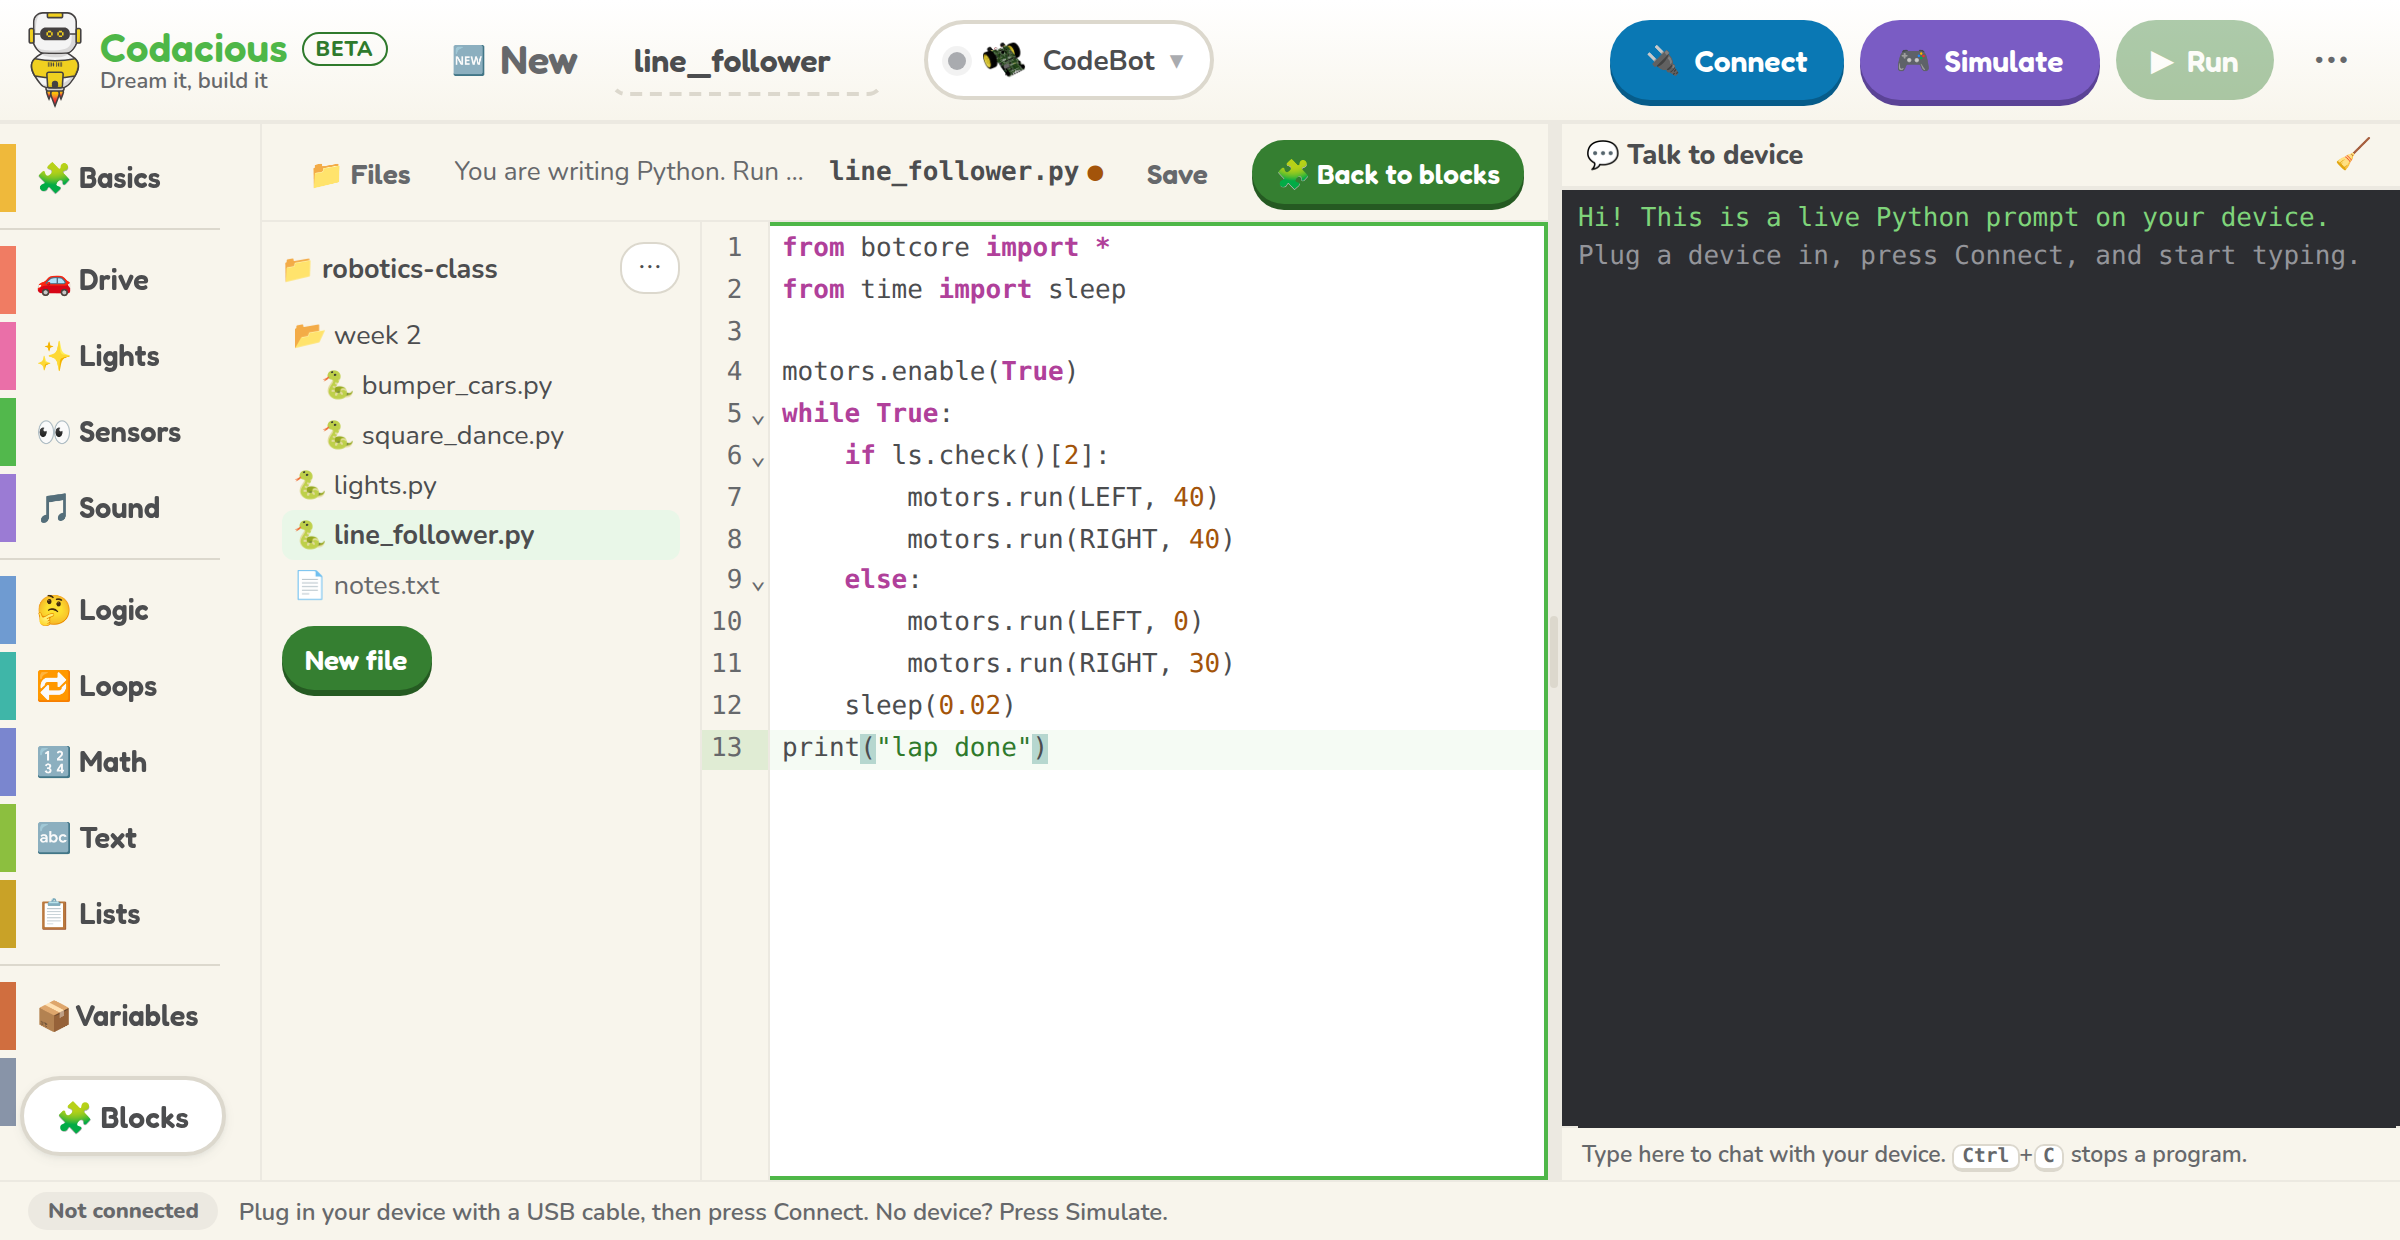 Codacious BETA
Dream it, build it
NEW New
line_follower
CodeBot ▼
Connect
Simulate
▶ Run
...
Basics
Drive
Lights
Sensors
Sound
Logic
Loops
1234 Math
abc Text
Lists
Variables
Blocks
Files
You are writing Python. Run ...
line_follower.py ●
Save
Back to blocks
robotics-class
...
week 2
bumper_cars.py
square_dance.py
lights.py
line_follower.py
notes.txt
New file
1 from botcore import *
2 from time import sleep
3
4 motors.enable(True)
5 while True:
6     if ls.check()[2]:
7         motors.run(LEFT, 40)
8         motors.run(RIGHT, 40)
9     else:
10         motors.run(LEFT, 0)
11         motors.run(RIGHT, 30)
12     sleep(0.02)
13 print("lap done")
Talk to device
Hi! This is a live Python prompt on your device.
Plug a device in, press Connect, and start typing.
Type here to chat with your device. Ctrl+C stops a program.
Not connected
Plug in your device with a USB cable, then press Connect. No device? Press Simulate.